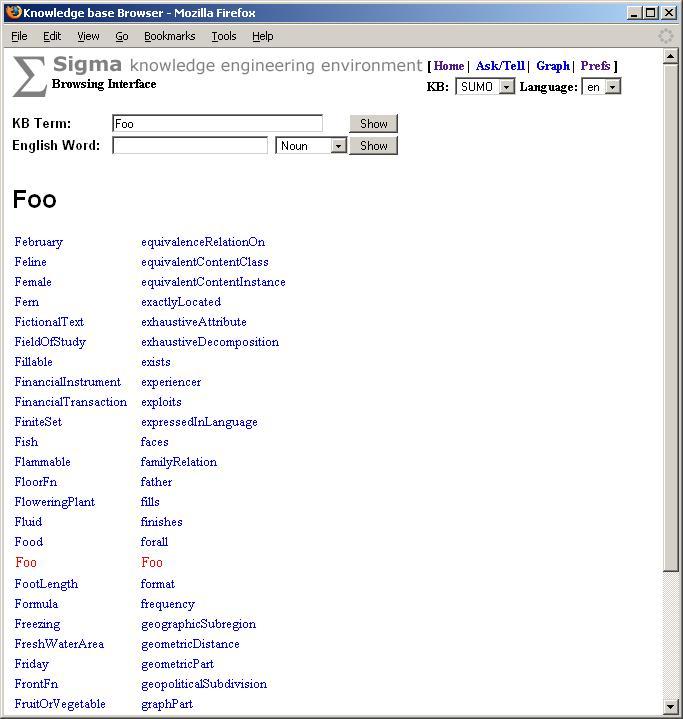 Knowledge base Browser - Mozilla Firefox
File Edit View Go Bookmarks Tools Help
Σ Sigma knowledge engineering environment [ Home | Ask/Tell | Graph | Prefs ]
Browsing Interface KB: SUMO Language: en
KB Term: Foo Show
English Word: Noun Show
Foo
February equivalenceRelationOn
Feline equivalentContentClass
Female equivalentContentInstance
Fern exactlyLocated
FictionalText exhaustiveAttribute
FieldOfStudy exhaustiveDecomposition
Fillable exists
FinancialInstrument experiencer
FinancialTransaction exploits
FiniteSet expressedInLanguage
Fish faces
Flammable familyRelation
FloorFn father
FloweringPlant fills
Fluid finishes
Food forall
Foo Foo
FootLength format
Formula frequency
Freezing geographicSubregion
FreshWaterArea geometricDistance
Friday geometricPart
FrontFn geopoliticalSubdivision
FruitOrVegetable graphPart